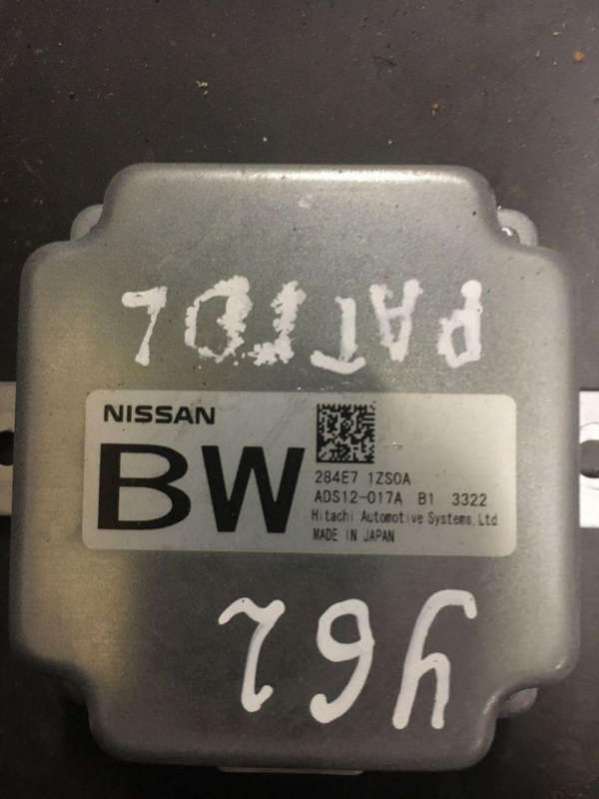 PATROL
NISSAN
BW
284E7 1ZS0A
ADS12-017A B1 3322
Hitachi Automotive Systems, Ltd.
MADE IN JAPAN
Y62